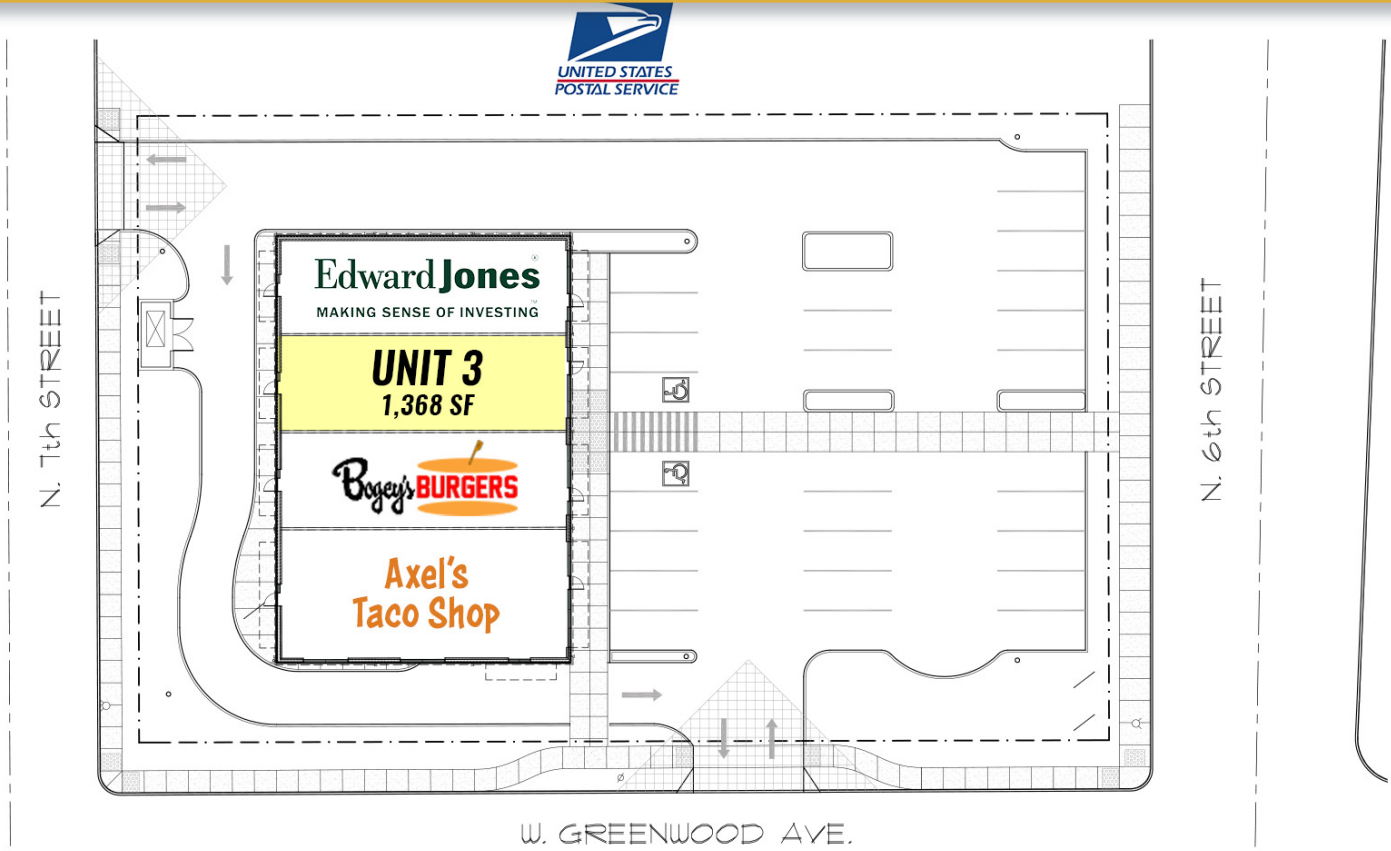 UNITED STATES
POSTAL SERVICE
N. 7th STREET
Edward Jones®
MAKING SENSE OF INVESTING™
UNIT 3
1,368 SF
Bogey's BURGERS
Axel's
Taco Shop
N. 6th STREET
W. GREENWOOD AVE.